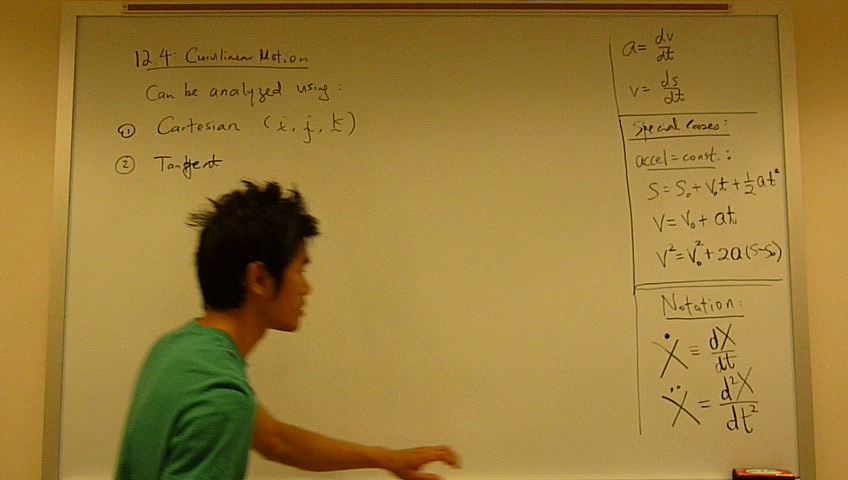 12.4: Curvilinear Motion
Can be analyzed using:
① Cartesian (i, j, k)
② Tangent
a = dv/dt
v = ds/dt
Special cases:
accel = const.:
S = S₀ + V₀t + ½at²
V = V₀ + at
V² = V₀² + 2a(S-S₀)
Notation:
Ẋ ≡ dX/dt
Ẍ = d²X/dt²